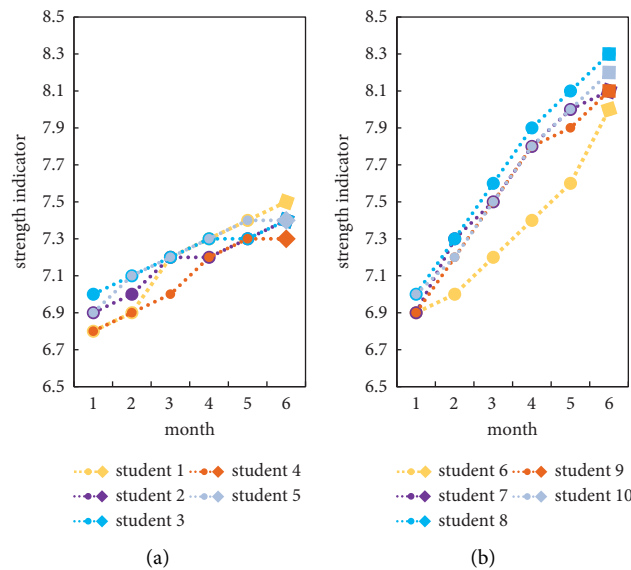 8.5
8.3
8.1
7.9
7.7
7.5
7.3
7.1
6.9
6.7
6.5
strength indicator
1 2 3 4 5 6
month
student 1
student 4
student 2
student 5
student 3
(a)
8.5
8.3
8.1
7.9
7.7
7.5
7.3
7.1
6.9
6.7
6.5
strength indicator
1 2 3 4 5 6
month
student 6
student 9
student 7
student 10
student 8
(b)